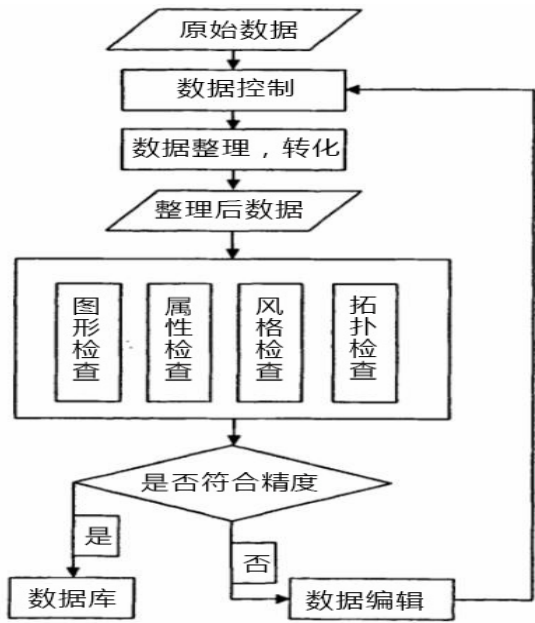 原始数据
数据控制
数据整理，转化
整理后数据
图形检查
属性检查
风格检查
拓扑检查
是否符合精度
是
否
数据库
数据编辑